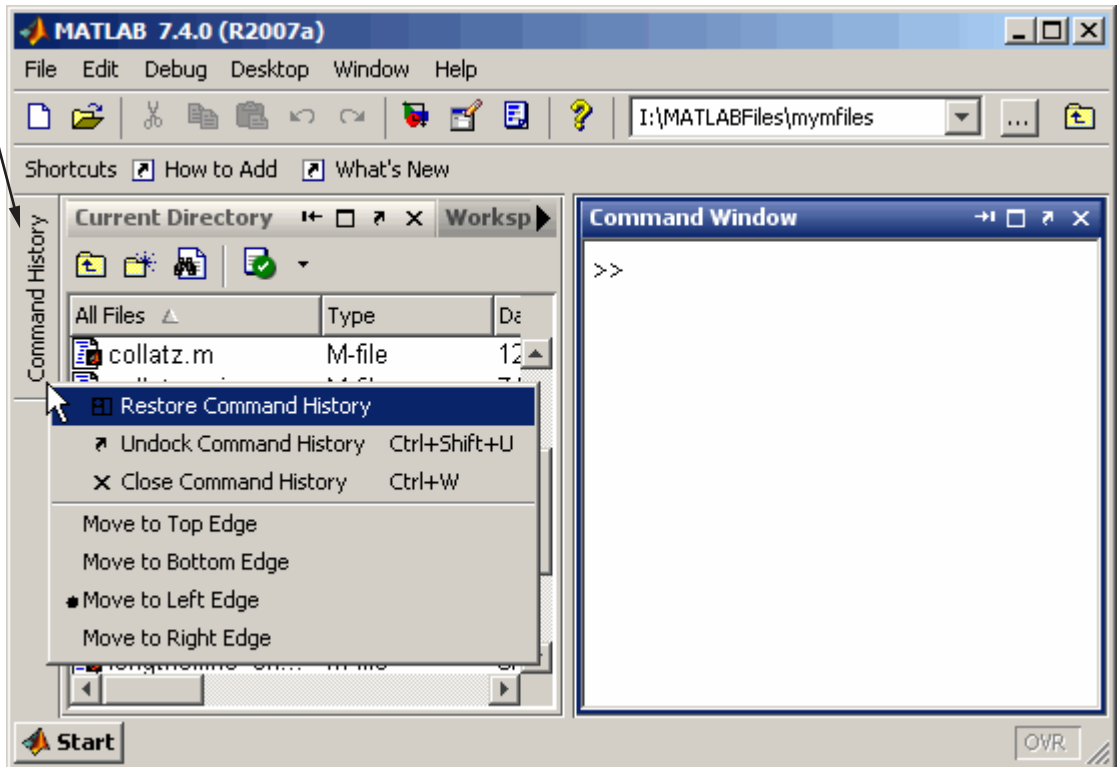 MATLAB 7.4.0 (R2007a)
File Edit Debug Desktop Window Help
I:\MATLABFiles\mymfiles ...
Shortcuts How to Add What's New
Command History
Current Directory Worksp
All Files Type Da
collatz.m M-file 12
Restore Command History
Undock Command History Ctrl+Shift+U
Close Command History Ctrl+W
Move to Top Edge
Move to Bottom Edge
Move to Left Edge
Move to Right Edge
Command Window
>>
Start
OVR